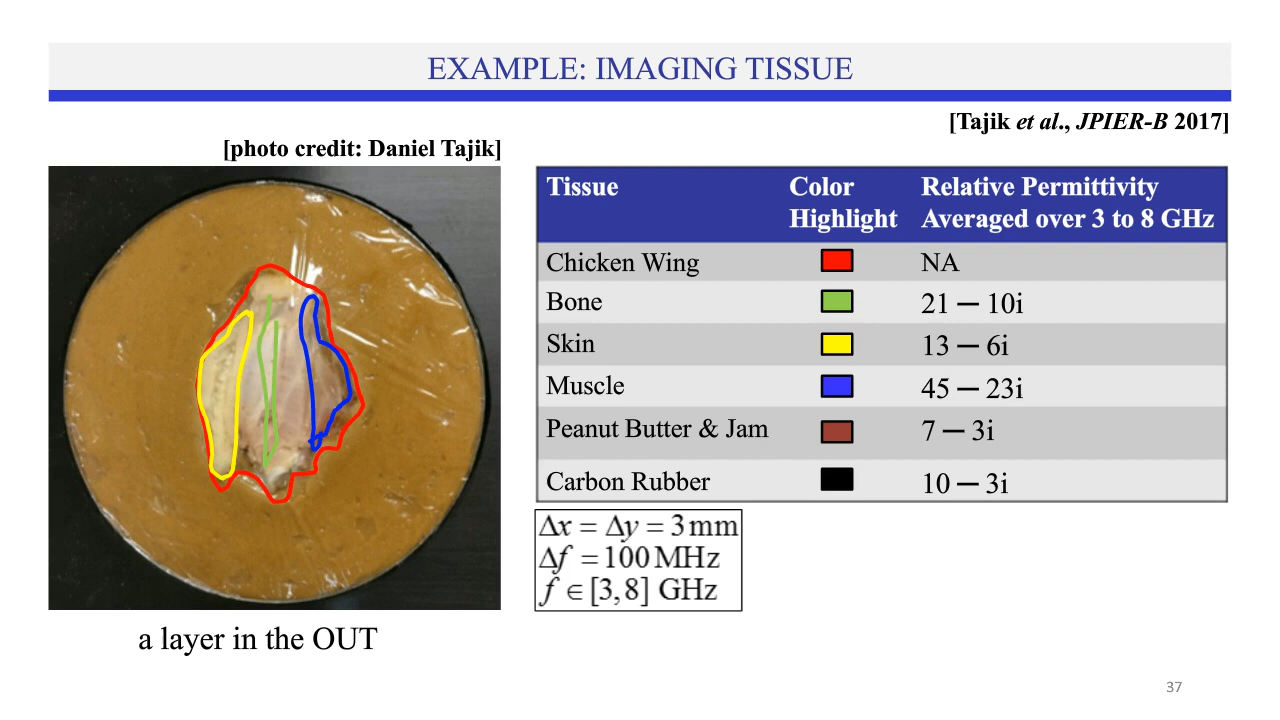 EXAMPLE: IMAGING TISSUE
[Tajik et al., JPIER-B 2017]
[photo credit: Daniel Tajik]
Tissue Color Highlight Relative Permittivity Averaged over 3 to 8 GHz
Chicken Wing NA
Bone 21 − 10i
Skin 13 − 6i
Muscle 45 − 23i
Peanut Butter & Jam 7 − 3i
Carbon Rubber 10 − 3i
Δx = Δy = 3 mm
Δf = 100 MHz
f ∈ [3,8] GHz
a layer in the OUT
37